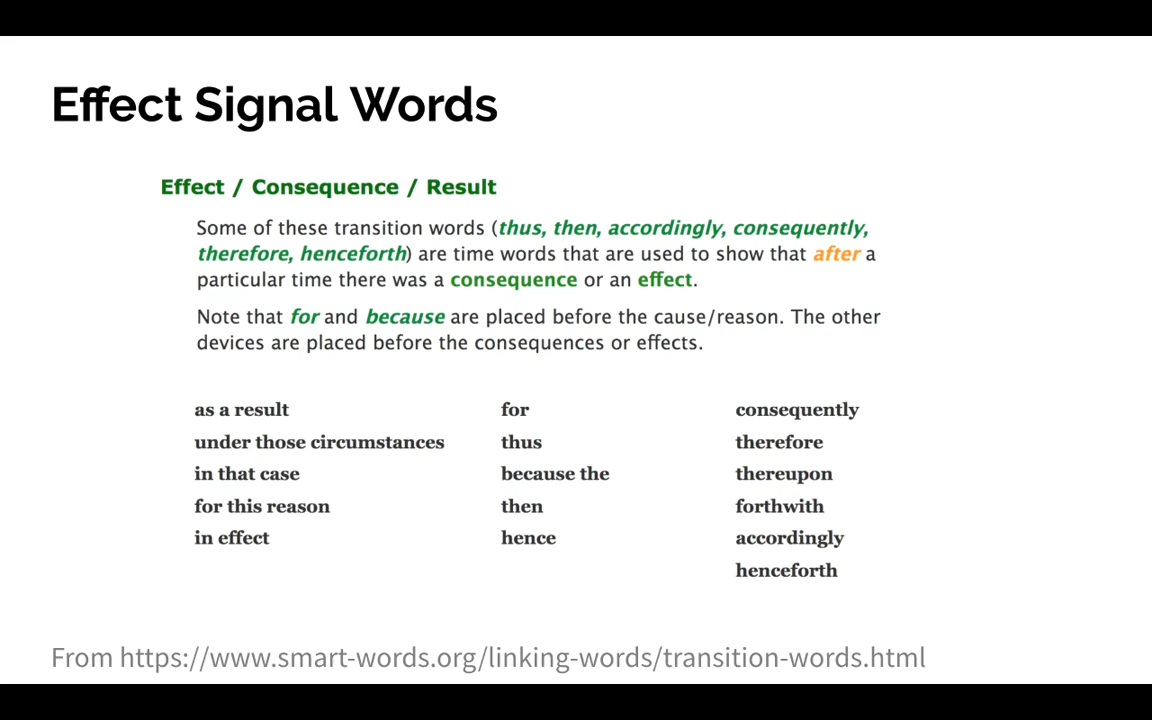 Effect Signal Words
Effect / Consequence / Result
Some of these transition words (thus, then, accordingly, consequently,
therefore, henceforth) are time words that are used to show that after a
particular time there was a consequence or an effect.
Note that for and because are placed before the cause/reason. The other
devices are placed before the consequences or effects.
as a result
under those circumstances
in that case
for this reason
in effect
for
thus
because the
then
hence
consequently
therefore
thereupon
forthwith
accordingly
henceforth
From https://www.smart-words.org/linking-words/transition-words.html